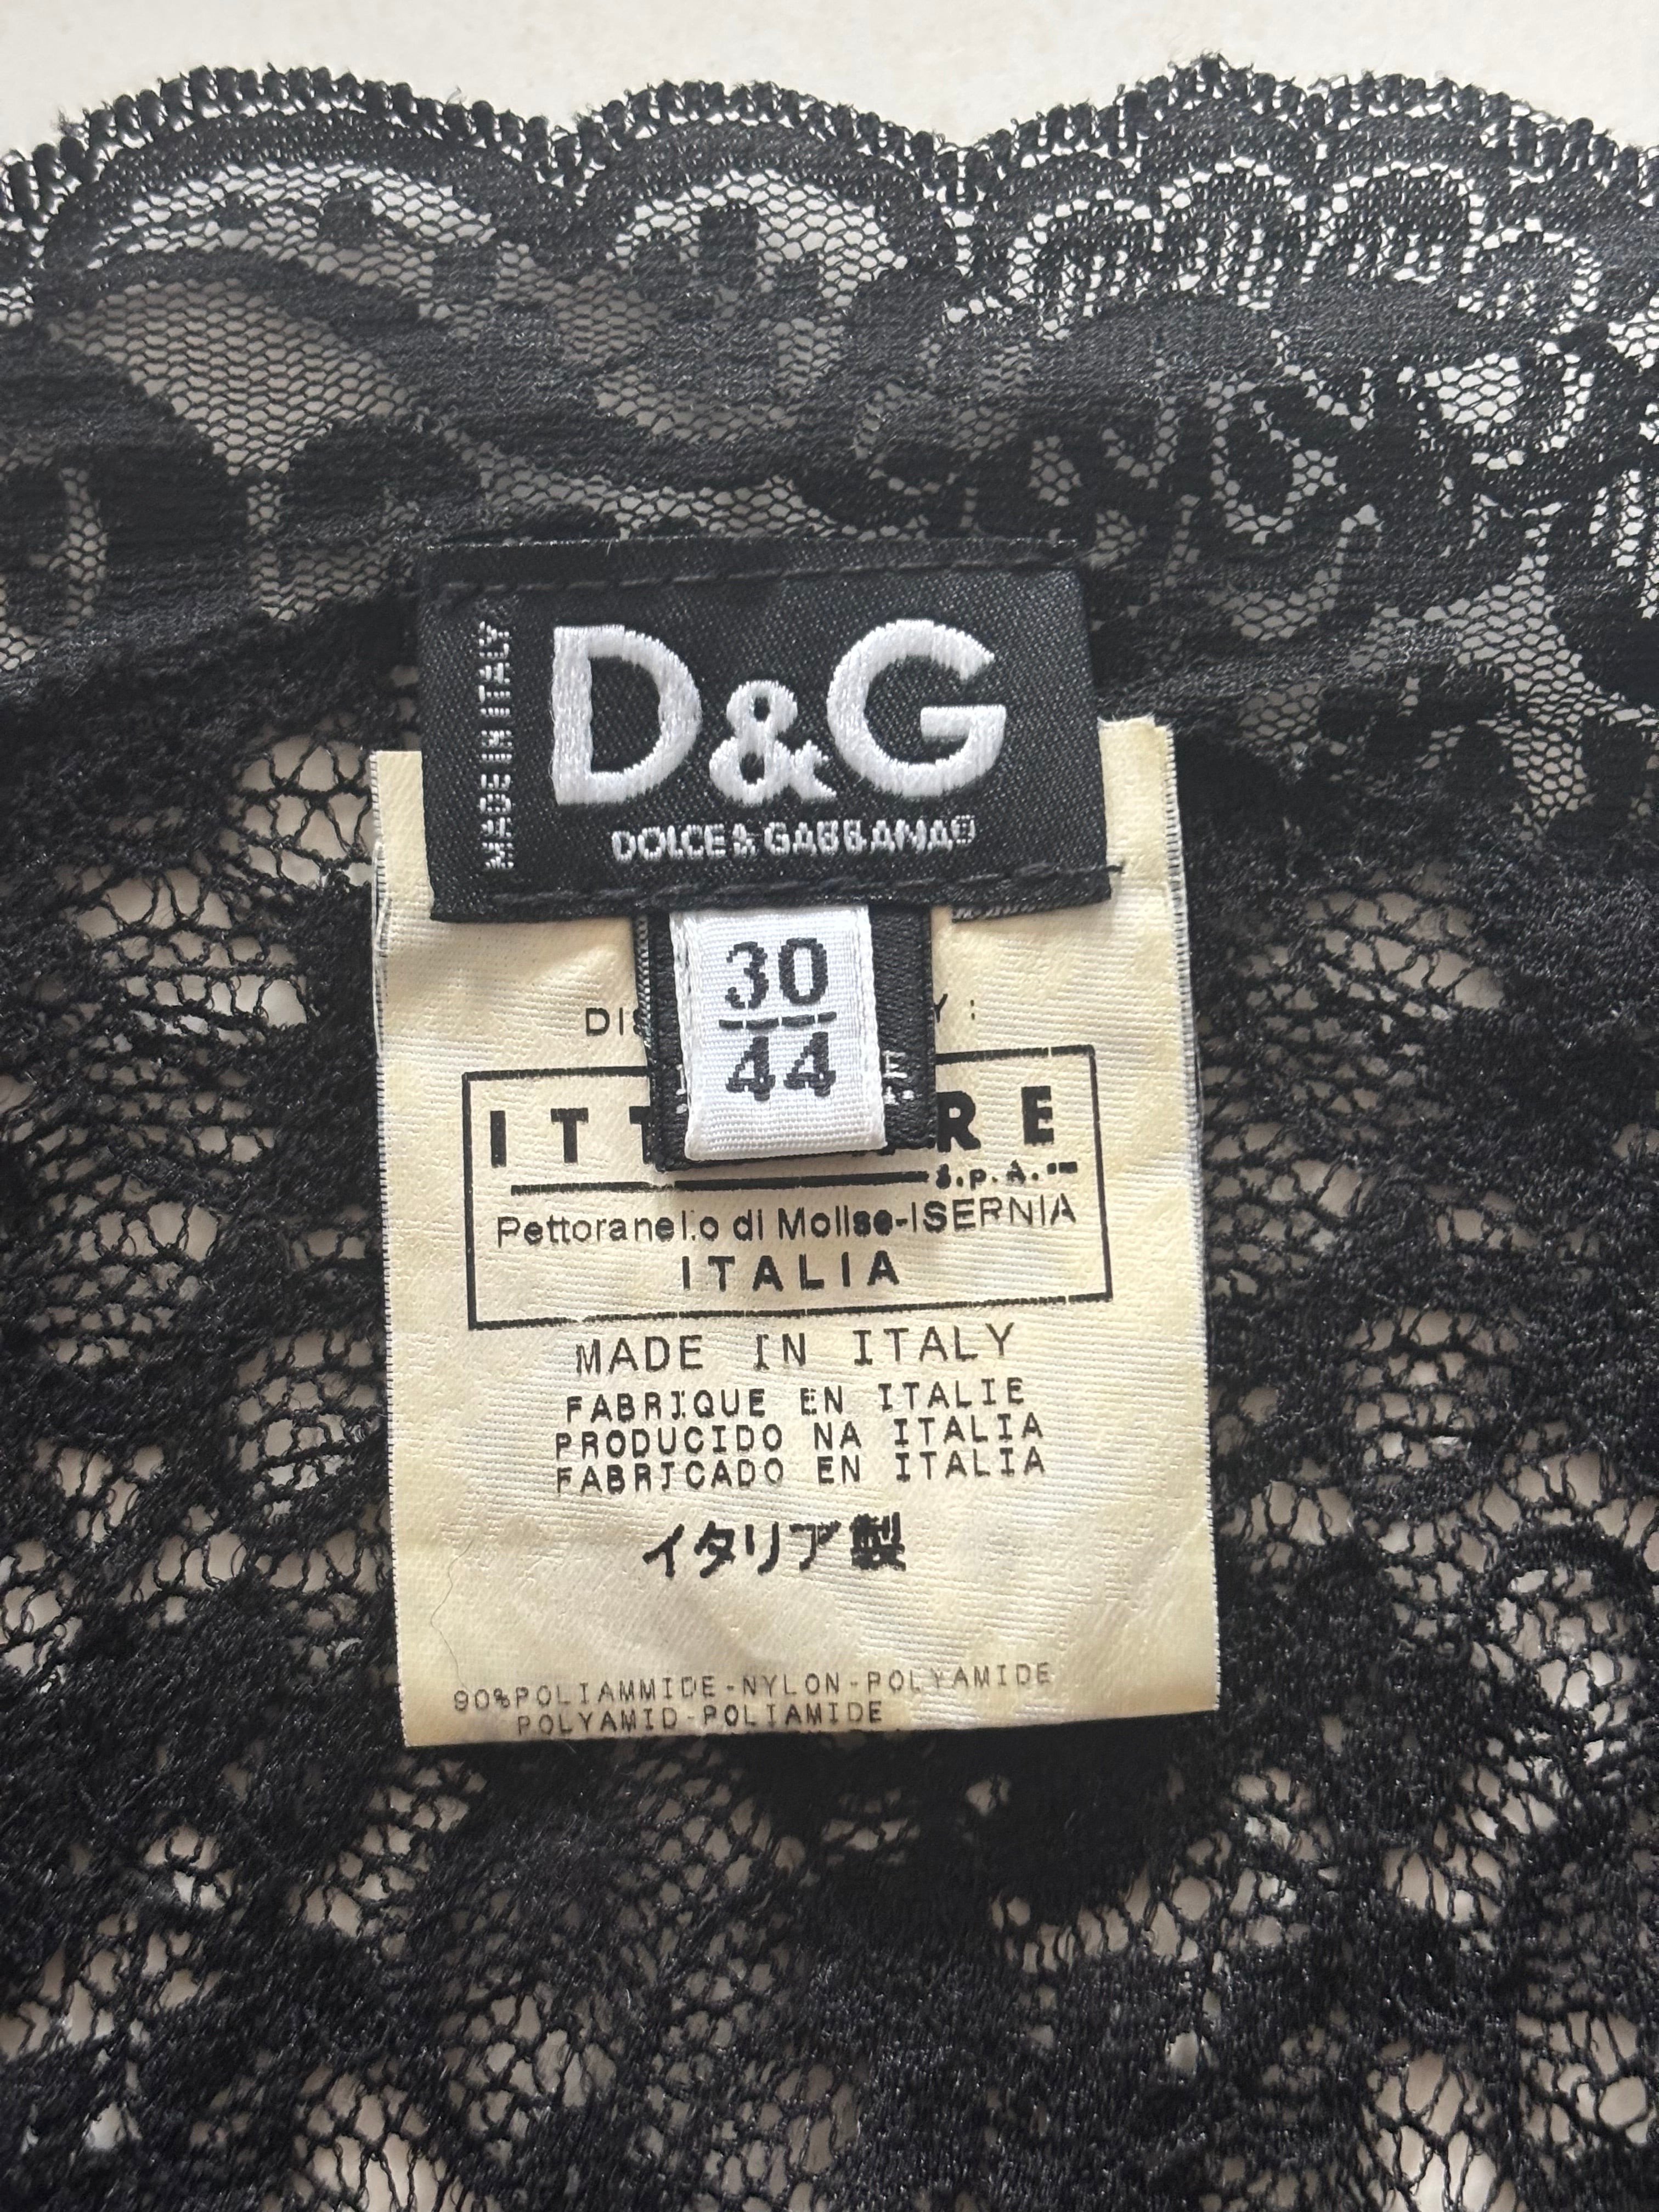 MADE IN ITALY
D&G
DOLCE & GABBANA®
30
44
S.p.A.
Pettoranello di Molise-ISERNIA
ITALIA
MADE IN ITALY
FABRIQUE EN ITALIE
PRODUCIDO NA ITALIA
FABRICADO EN ITALIA
イタリア製
90%POLIAMMIDE-NYLON-POLYAMIDE
POLYAMID-POLIAMIDE